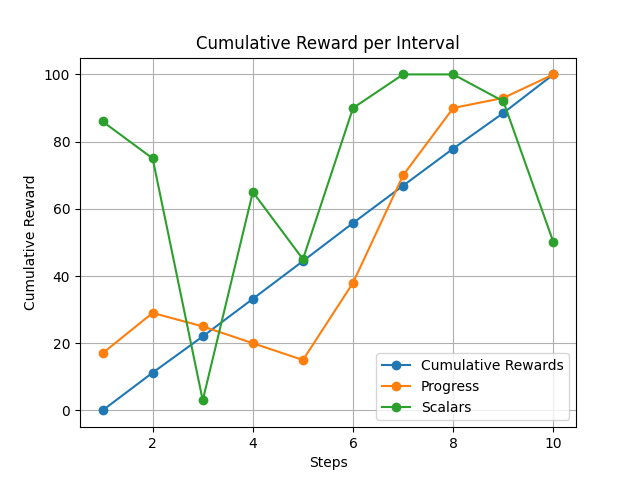 Cumulative Reward per Interval
Cumulative Reward
100
80
60
40
20
0
2
4
6
8
10
Steps
Cumulative Rewards
Progress
Scalars